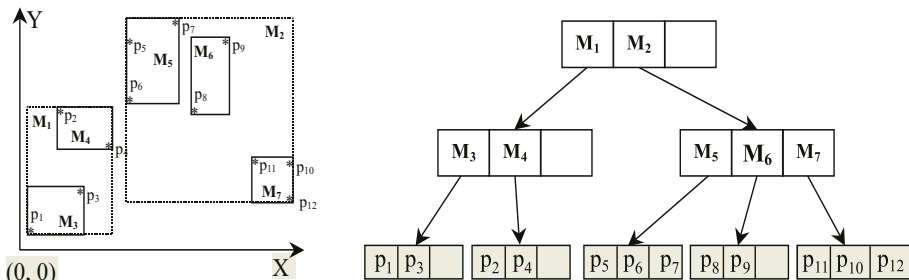 Y
p7
M2
p5
M6
p9
M5
p6
p8
M1
p2
M4
p4
p11
p10
M7
p12
p3
p1
M3
(0, 0)
X
M1 M2
M3 M4
M5 M6 M7
p1 p3
p2 p4
p5 p6 p7
p8 p9
p11 p10 p12